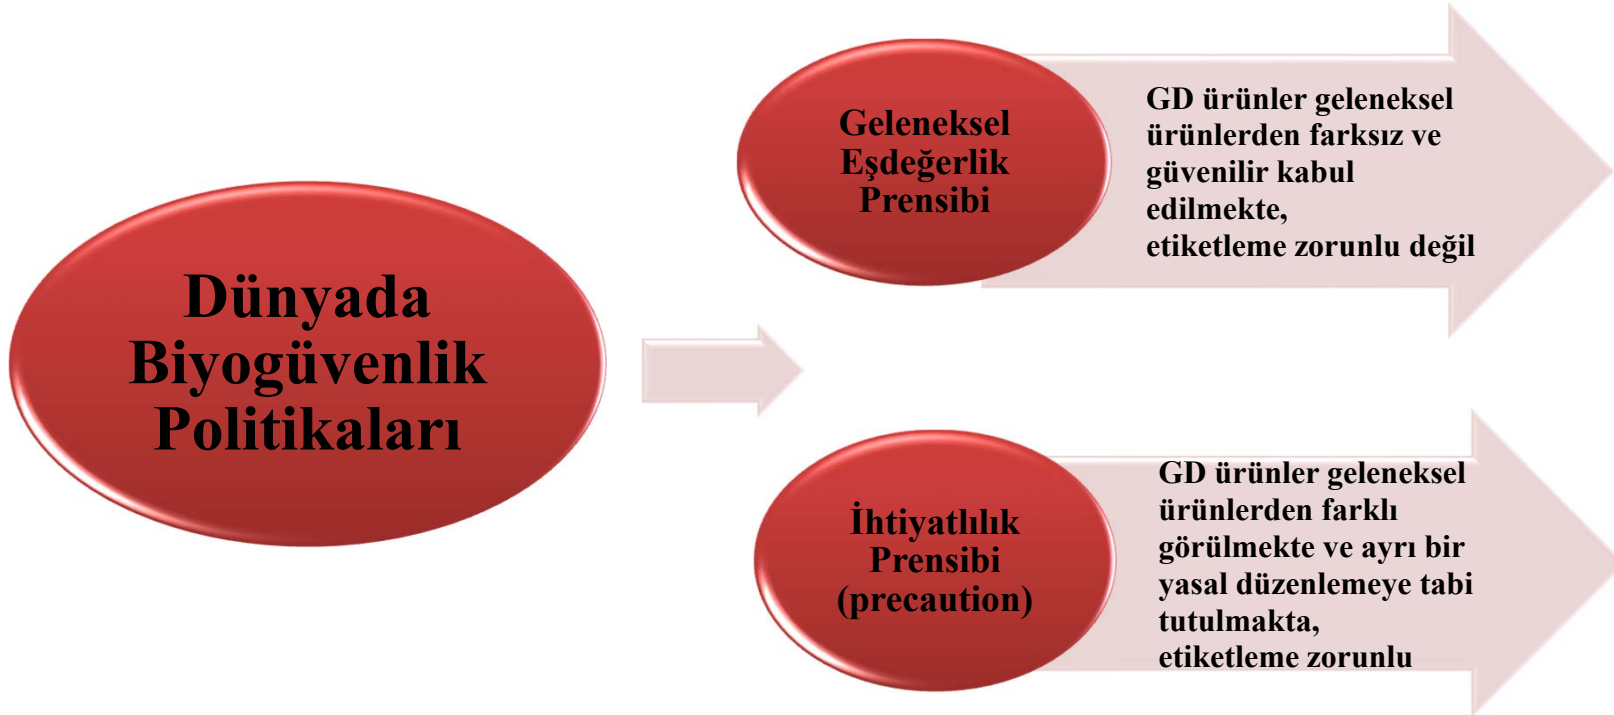 Dünyada
Biyogüvenlik
Politikaları
Geleneksel
Eşdeğerlik
Prensibi
GD ürünler geleneksel
ürünlerden farksız ve
güvenilir kabul
edilmekte,
etiketleme zorunlu değil
İhtiyatlılık
Prensibi
(precaution)
GD ürünler geleneksel
ürünlerden farklı
görülmekte ve ayrı bir
yasal düzenlemeye tabi
tutulmakta,
etiketleme zorunlu